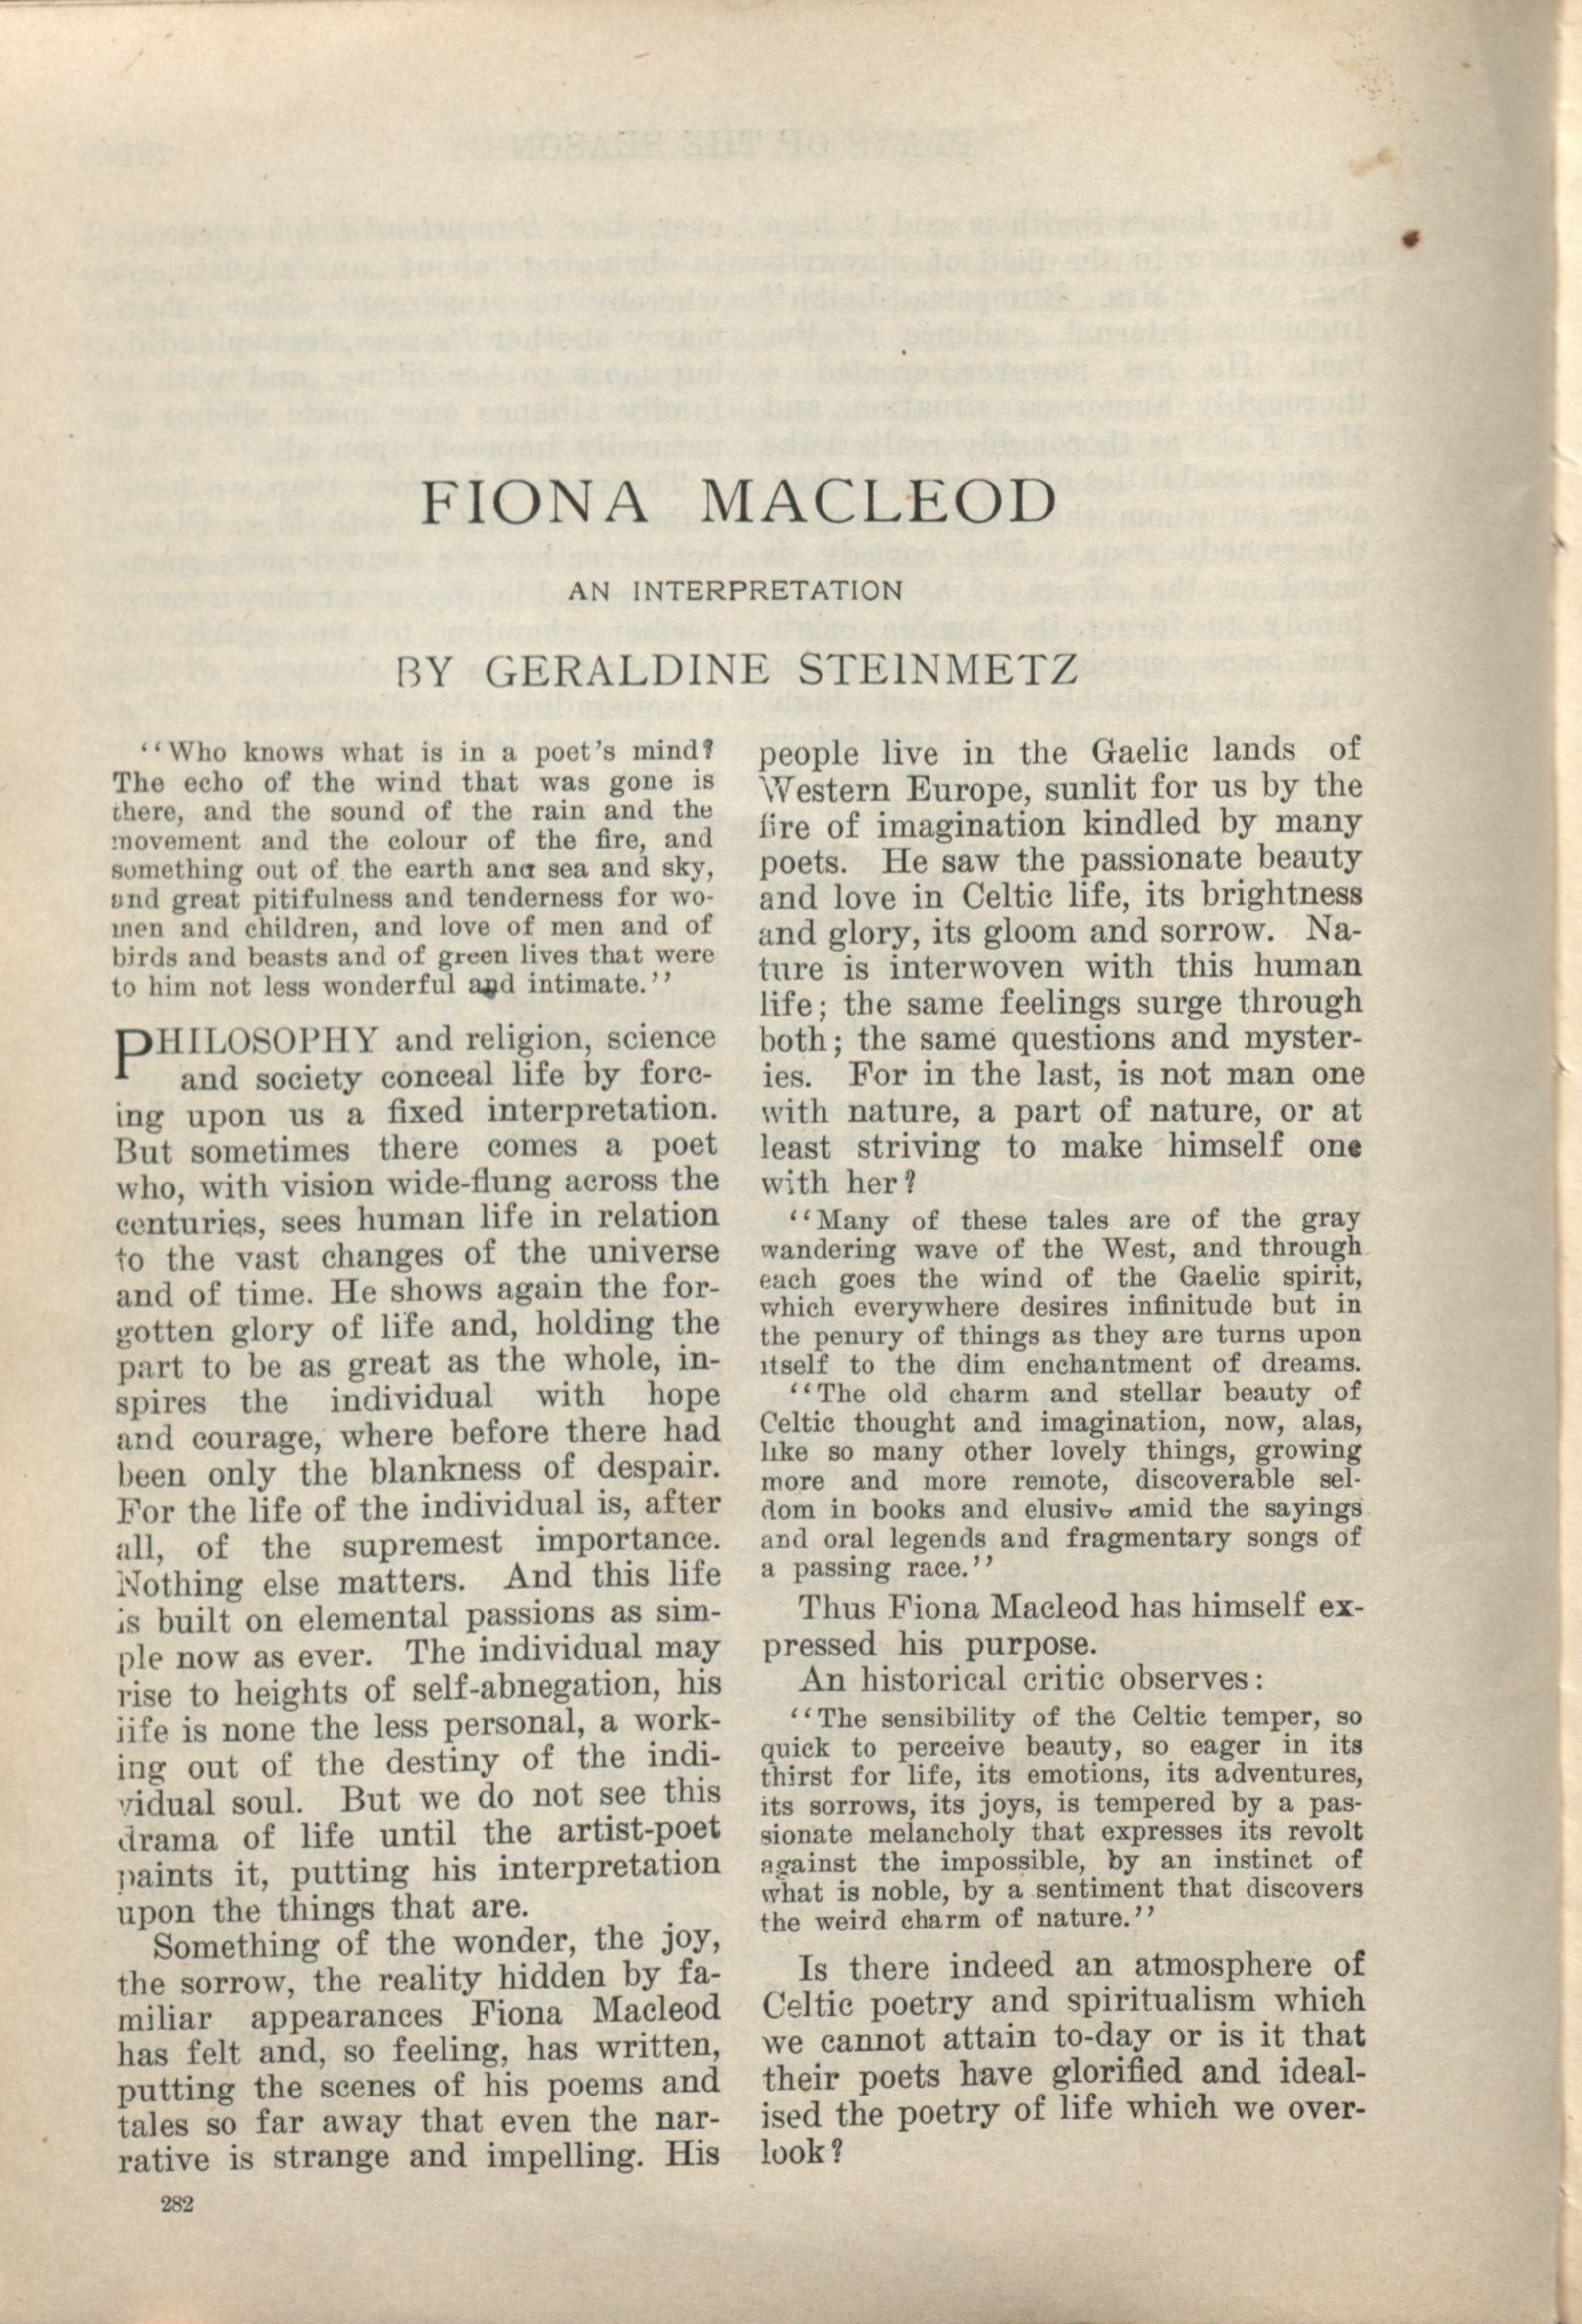 FIONA MACLEOD
AN INTERPRETATION
BY GERALDINE STEINMETZ
“Who knows what is in a poet’s mind?
The echo of the wind that was gone is
there, and the sound of the rain and the
movement and the colour of the fire, and
something out of the earth and sea and sky,
and great pitifulness and tenderness for wo-
men and children, and love of men and of
birds and beasts and of green lives that were
to him not less wonderful and intimate.”
PHILOSOPHY and religion, science
and society conceal life by forc-
ing upon us a fixed interpretation.
But sometimes there comes a poet
who, with vision wide-flung across the
centuries, sees human life in relation
to the vast changes of the universe
and of time. He shows again the for-
gotten glory of life and, holding the
part to be as great as the whole, in-
spires the individual with hope
and courage, where before there had
been only the blankness of despair.
For the life of the individual is, after
all, of the supremest importance.
Nothing else matters. And this life
is built on elemental passions as sim-
ple now as ever. The individual may
rise to heights of self-abnegation, his
life is none the less personal, a work-
ing out of the destiny of the indi-
vidual soul. But we do not see this
drama of life until the artist-poet
paints it, putting his interpretation
upon the things that are.
Something of the wonder, the joy,
the sorrow, the reality hidden by fa-
miliar appearances Fiona Macleod
has felt and, so feeling, has written,
putting the scenes of his poems and
tales so far away that even the nar-
rative is strange and impelling. His
people live in the Gaelic lands of
Western Europe, sunlit for us by the
fire of imagination kindled by many
poets. He saw the passionate beauty
and love in Celtic life, its brightness
and glory, its gloom and sorrow. Na-
ture is interwoven with this human
life; the same feelings surge through
both; the same questions and myster-
ies. For in the last, is not man one
with nature, a part of nature, or at
least striving to make himself one
with her?
“Many of these tales are of the gray
wandering wave of the West, and through
each goes the wind of the Gaelic spirit,
which everywhere desires infinitude but in
the penury of things as they are turns upon
itself to the dim enchantment of dreams.
“The old charm and stellar beauty of
Celtic thought and imagination, now, alas,
like so many other lovely things, growing
more and more remote, discoverable sel-
dom in books and elusive amid the sayings
and oral legends and fragmentary songs of
a passing race.”
Thus Fiona Macleod has himself ex-
pressed his purpose.
An historical critic observes:
“The sensibility of the Celtic temper, so
quick to perceive beauty, so eager in its
thirst for life, its emotions, its adventures,
its sorrows, its joys, is tempered by a pas-
sionate melancholy that expresses its revolt
against the impossible, by an instinct of
what is noble, by a sentiment that discovers
the weird charm of nature.”
Is there indeed an atmosphere of
Celtic poetry and spiritualism which
we cannot attain to-day or is it that
their poets have glorified and ideal-
ised the poetry of life which we over-
look?
282